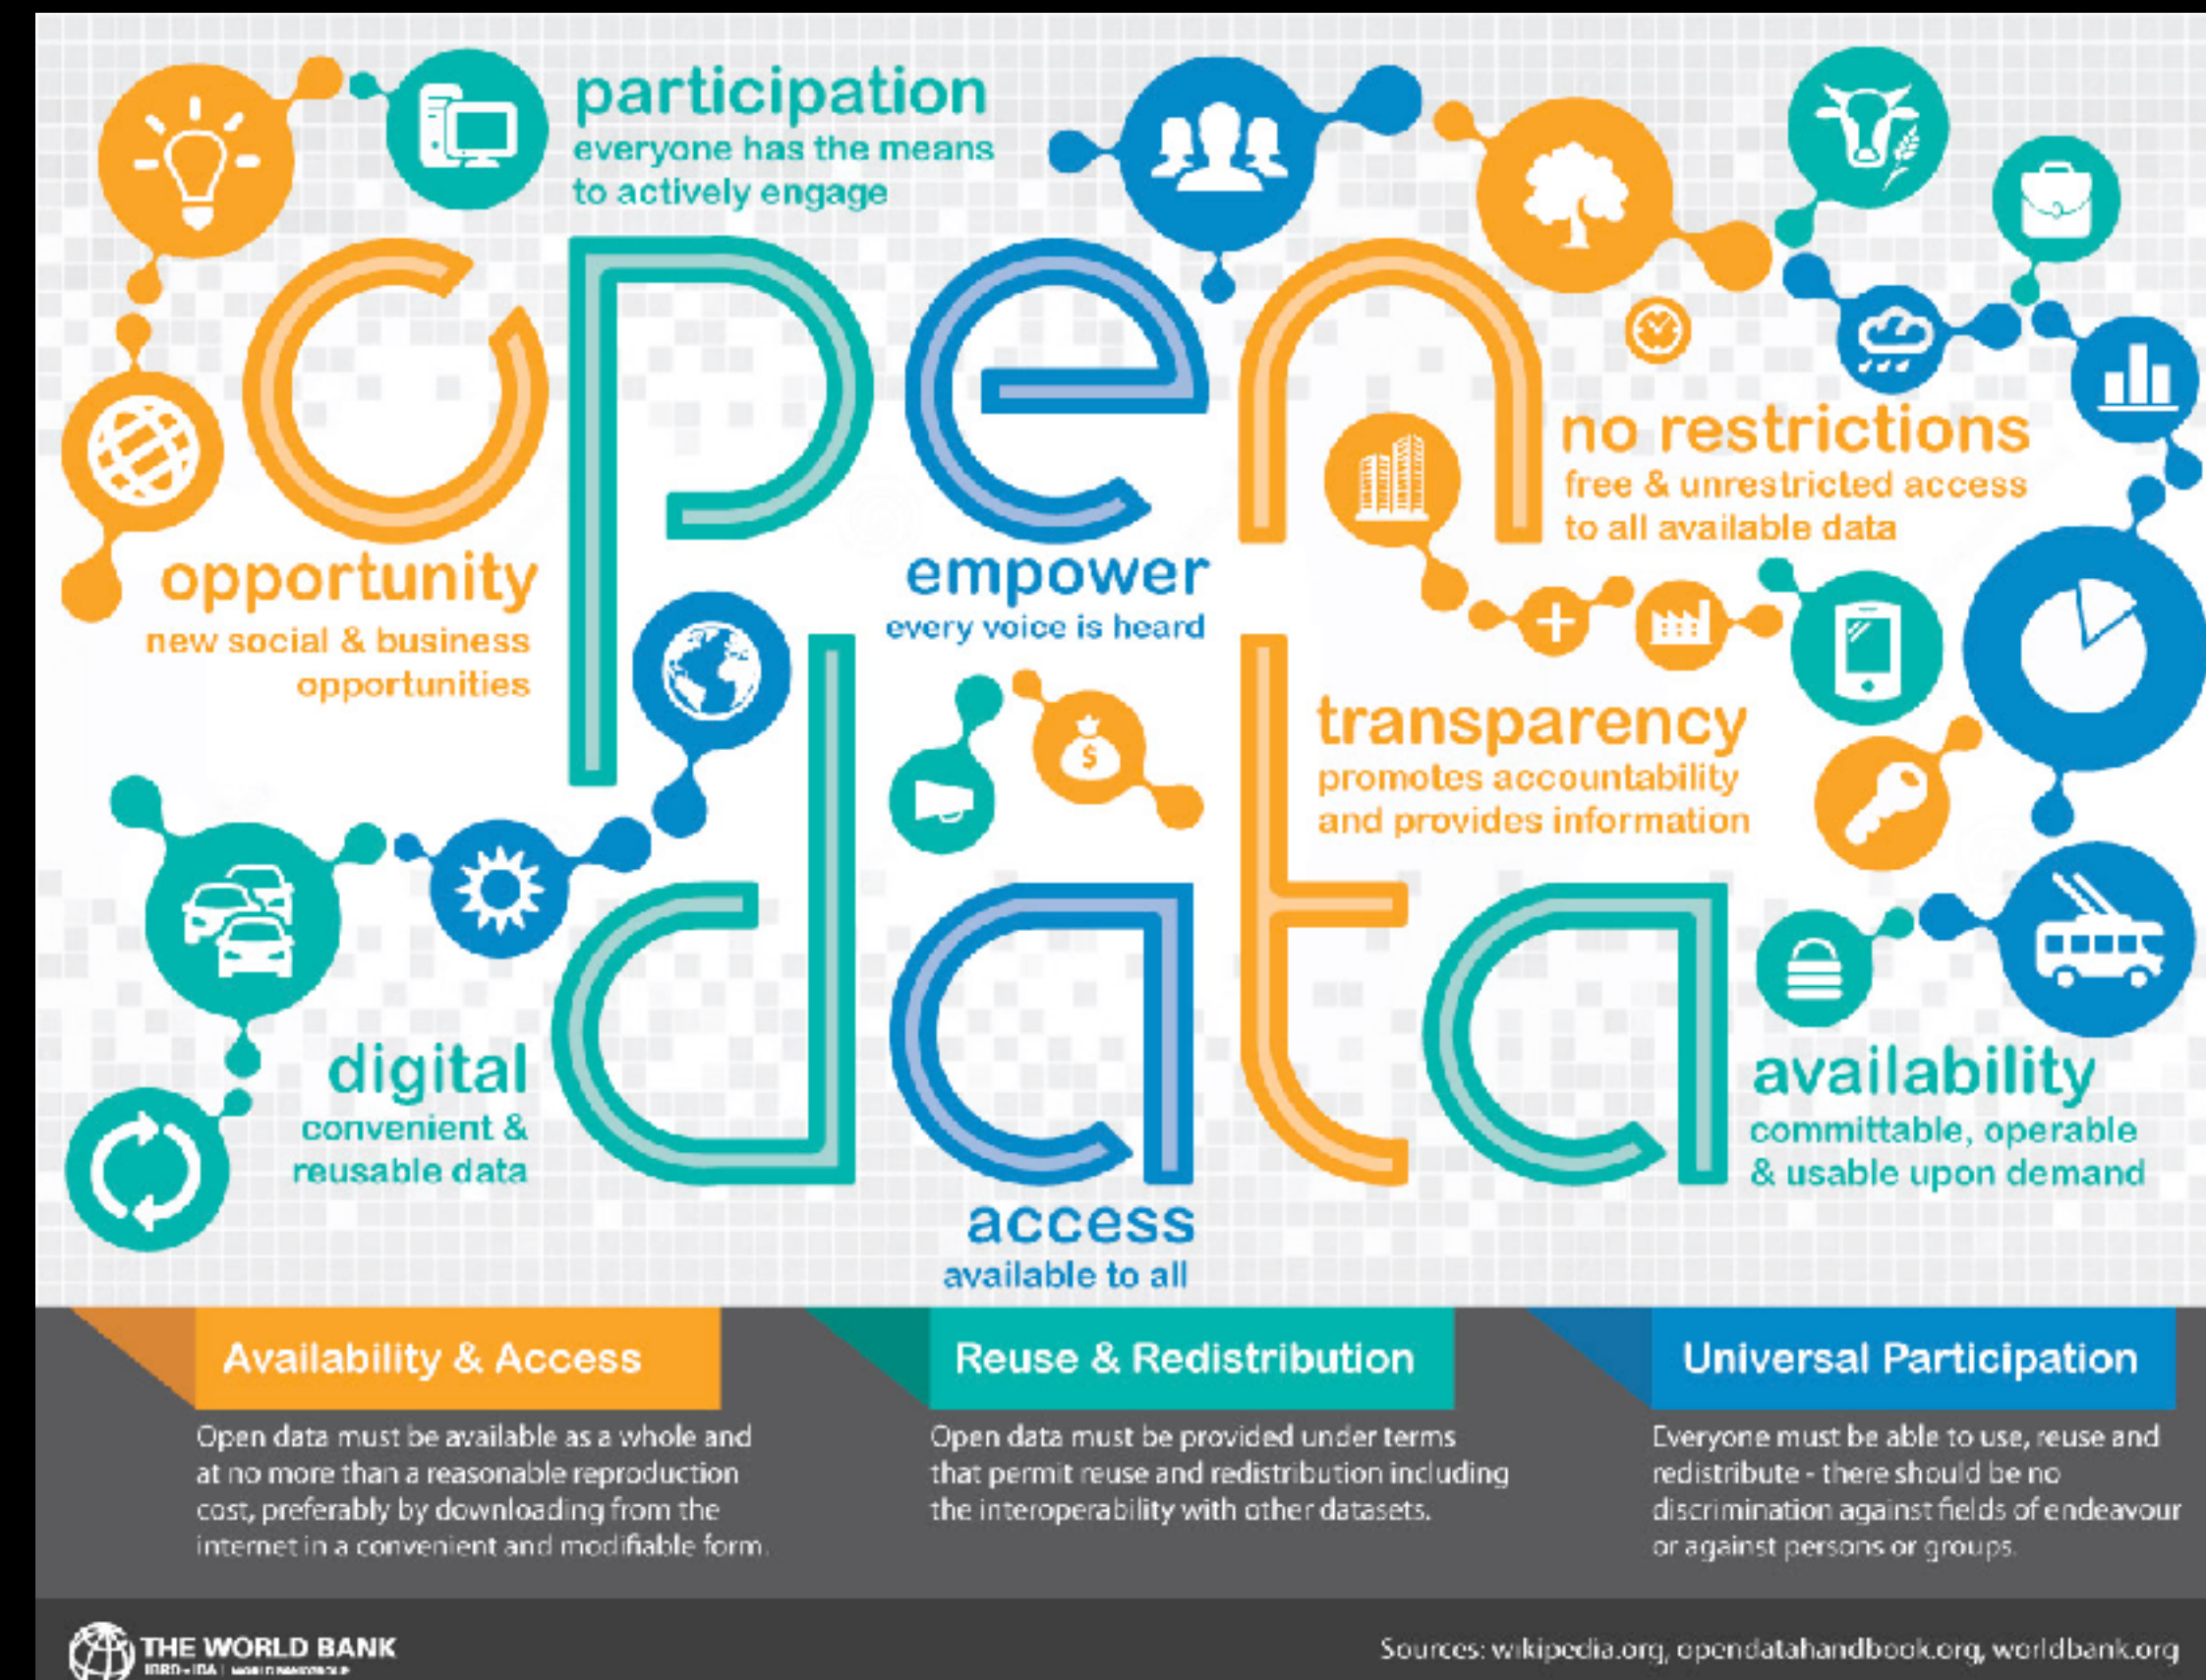 participation
everyone has the means
to actively engage
open
opportunity
new social & business
opportunities
empower
every voice is heard
no restrictions
free & unrestricted access
to all available data
$
transparency
promotes accountability
and provides information
data
digital
convenient &
reusable data
access
available to all
availability
committable, operable
& usable upon demand
Availability & Access
Open data must be available as a whole and
at no more than a reasonable reproduction
cost, preferably by downloading from the
internet in a convenient and modifiable form.
Reuse & Redistribution
Open data must be provided under terms
that permit reuse and redistribution including
the interoperability with other datasets.
Universal Participation
Everyone must be able to use, reuse and
redistribute - there should be no
discrimination against fields of endeavour
or against persons or groups.
THE WORLD BANK
IBRD • IDA | WORLD BANK GROUP
Sources: wikipedia.org, opendatahandbook.org, worldbank.org